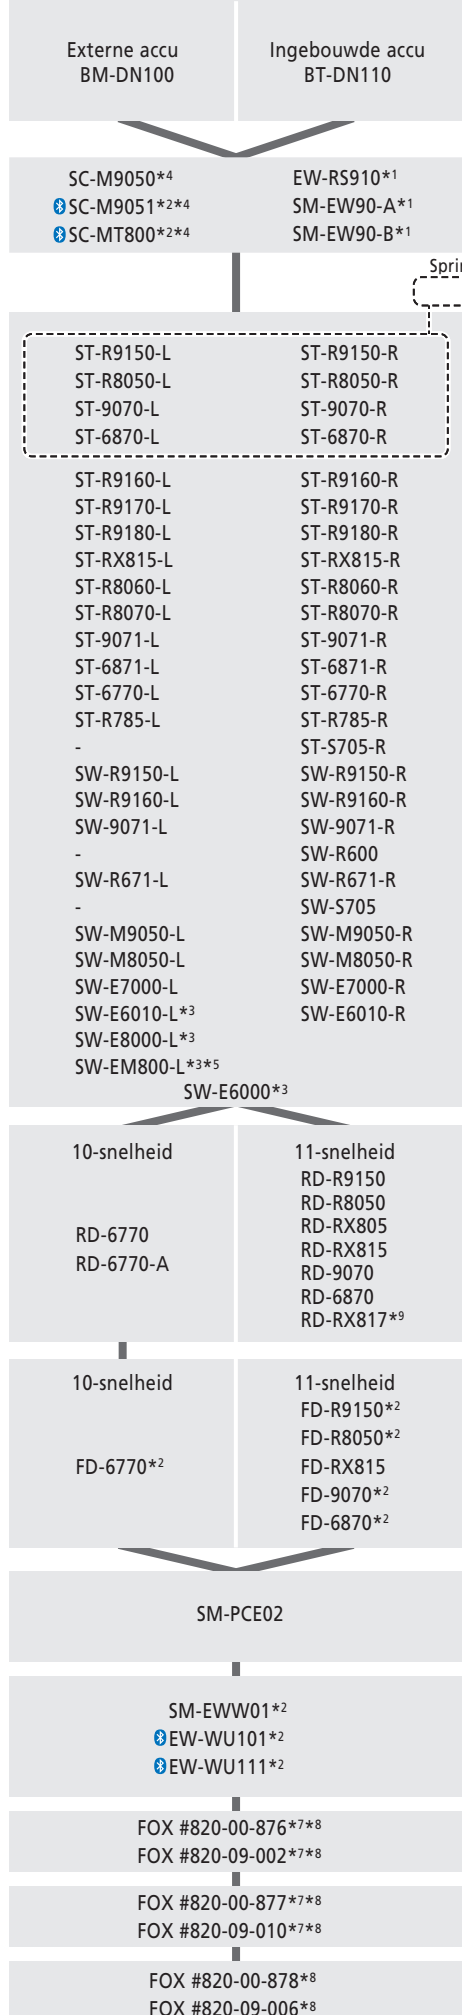 Externe accu Ingebouwde accu
BM-DN100 BT-DN110
SC-M9050*4 EW-RS910*1
SC-M9051*2*4 SM-EW90-A*1
SC-MT800*2*4 SM-EW90-B*1
ST-R9150-L ST-R9150-R
ST-R8050-L ST-R8050-R
ST-9070-L ST-9070-R
ST-6870-L ST-6870-R
ST-R9160-L ST-R9160-R
ST-R9170-L ST-R9170-R
ST-R9180-L ST-R9180-R
ST-RX815-L ST-RX815-R
ST-R8060-L ST-R8060-R
ST-R8070-L ST-R8070-R
ST-9071-L ST-9071-R
ST-6871-L ST-6871-R
ST-6770-L ST-6770-R
ST-R785-L ST-R785-R
- ST-S705-R
SW-R9150-L SW-R9150-R
SW-R9160-L SW-R9160-R
SW-9071-L SW-9071-R
- SW-R600
SW-R671-L SW-R671-R
- SW-S705
SW-M9050-L SW-M9050-R
SW-M8050-L SW-M8050-R
SW-E7000-L SW-E7000-R
SW-E6010-L*3 SW-E6010-R
SW-E8000-L*3
SW-EM800-L*3*5
SW-E6000*3
10-snelheid
RD-6770
RD-6770-A
11-snelheid
RD-R9150
RD-R8050
RD-RX805
RD-RX815
RD-9070
RD-6870
RD-RX817*9
10-snelheid
FD-6770*2
11-snelheid
FD-R9150*2
FD-R8050*2
FD-RX815
FD-9070*2
FD-6870*2
SM-PCE02
SM-EWW01*2
EW-WU101*2
EW-WU111*2
FOX #820-00-876*7*8
FOX #820-09-002*7*8
FOX #820-00-877*7*8
FOX #820-09-010*7*8
FOX #820-00-878*8
FOX #820-09-006*8